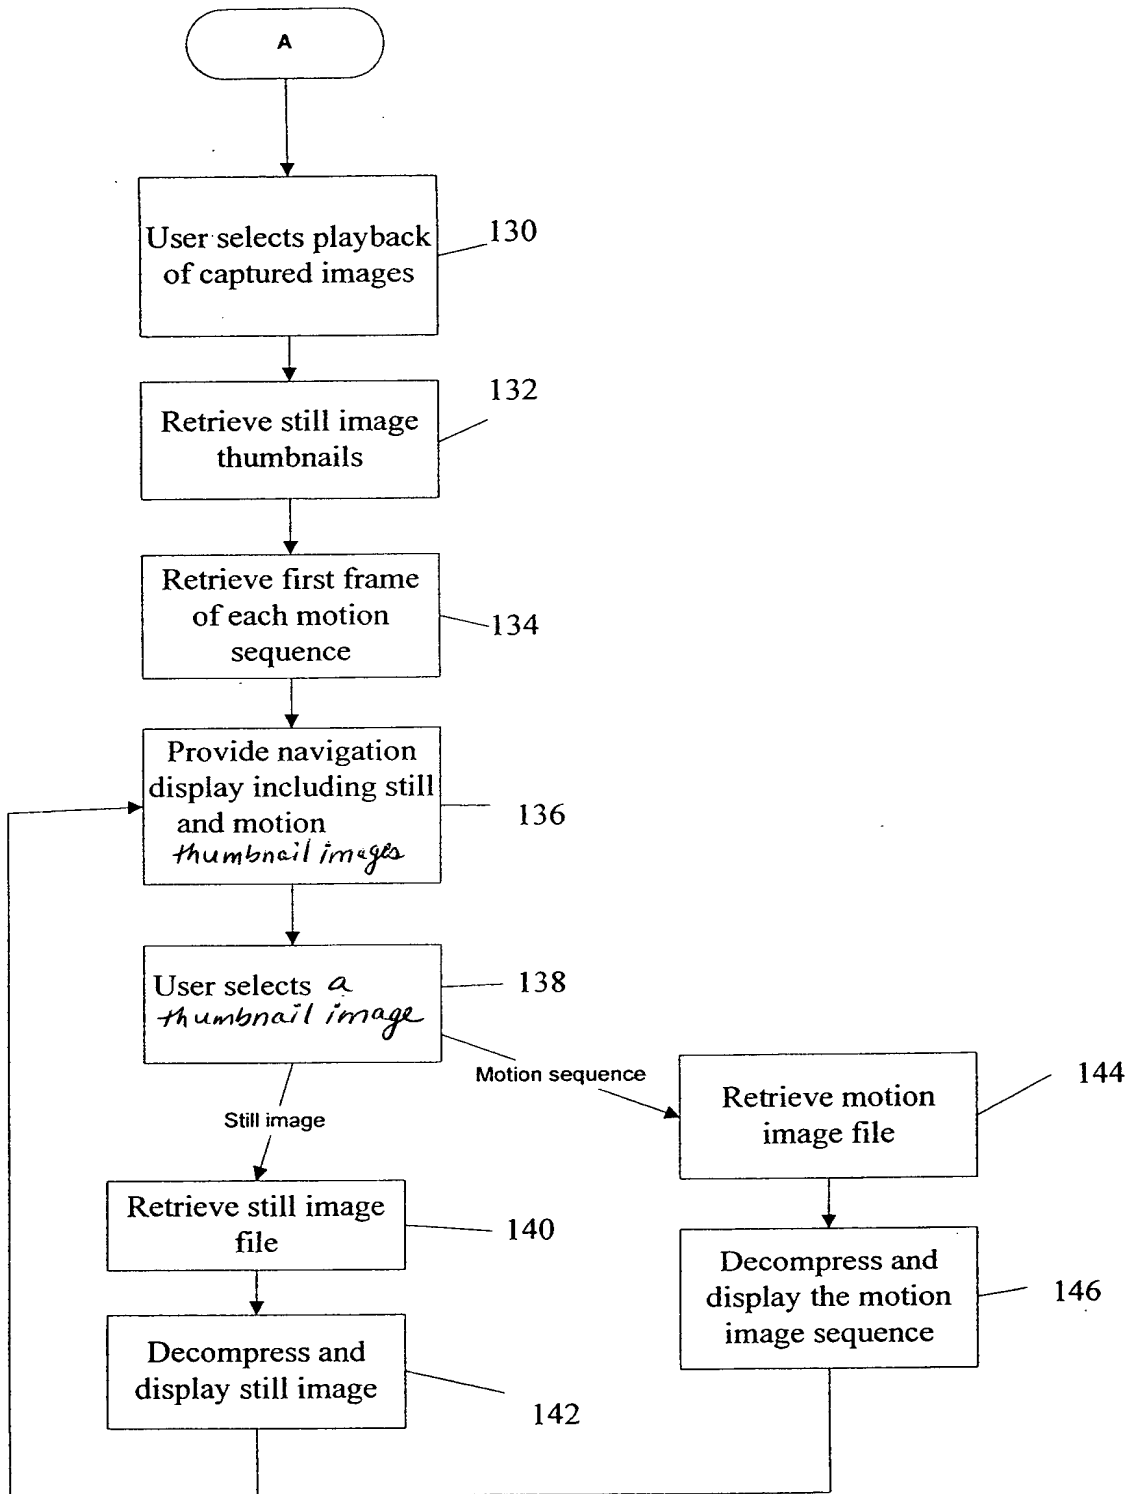 A
User selects playback
of captured images
130
132
Retrieve still image
thumbnails
Retrieve first frame
of each motion
sequence
134
Provide navigation
display including still
and motion
thumbnail images
136
User selects a
thumbnail image
138
Motion sequence
Still image
Retrieve motion
image file
144
Retrieve still image
file
140
Decompress and
display the motion
image sequence
146
Decompress and
display still image
142